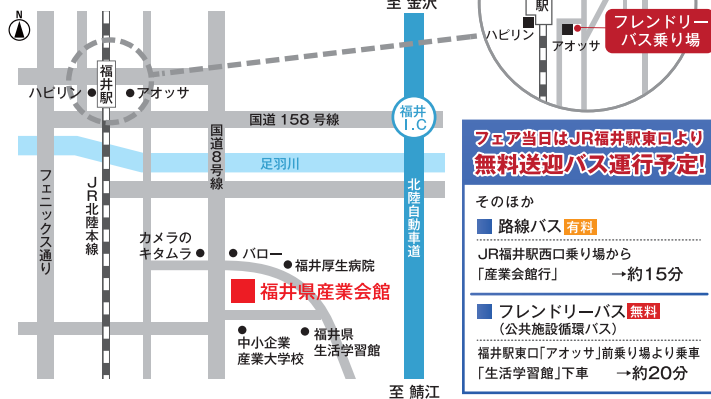 N
至 金沢
駅
ハピリン
アオッサ
フレンドリー
バス乗り場
福井駅
ハピリン
アオッサ
福井
I.C
国道158号線
国道8号線
足羽川
フェニックス通り
JR北陸本線
北陸自動車道
カメラの
キタムラ
バロー
福井厚生病院
福井県産業会館
中小企業
産業大学校
福井県
生活学習館
至 鯖江
フェア当日はJR福井駅東口より
無料送迎バス運行予定!
そのほか
路線バス 有料
JR福井駅西口乗り場から
「産業会館行」 →約15分
フレンドリーバス 無料
(公共施設循環バス)
福井駅東口「アオッサ」前乗り場より乗車
「生活学習館」下車 →約20分